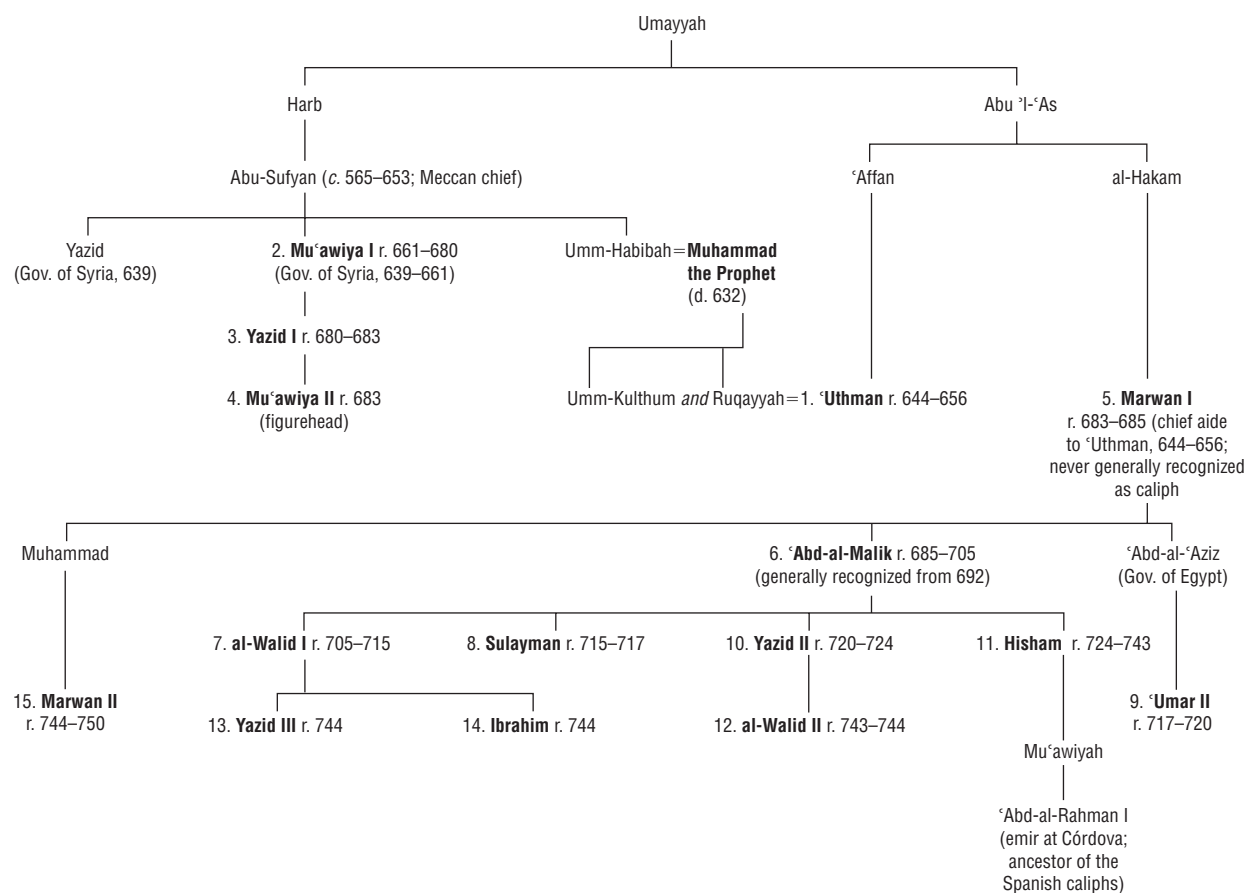 Umayyah
Harb
Abu ʾl-ʿAs
Abu-Sufyan (c. 565–653; Meccan chief)
ʿAffan
al-Hakam
Yazid
(Gov. of Syria, 639)
2. Muʿawiya I r. 661–680
(Gov. of Syria, 639–661)
Umm-Habibah=Muhammad
the Prophet
(d. 632)
3. Yazid I r. 680–683
4. Muʿawiya II r. 683
(figurehead)
Umm-Kulthum and Ruqayyah=1. ʿUthman r. 644–656
5. Marwan I
r. 683–685 (chief aide
to ʿUthman, 644–656;
never generally recognized
as caliph
Muhammad
6. ʿAbd-al-Malik r. 685–705
(generally recognized from 692)
ʿAbd-al-ʿAziz
(Gov. of Egypt)
7. al-Walid I r. 705–715
8. Sulayman r. 715–717
10. Yazid II r. 720–724
11. Hisham r. 724–743
15. Marwan II
r. 744–750
13. Yazid III r. 744
14. Ibrahim r. 744
12. al-Walid II r. 743–744
9. ʿUmar II
r. 717–720
Muʿawiyah
ʿAbd-al-Rahman I
(emir at Córdova;
ancestor of the
Spanish caliphs)